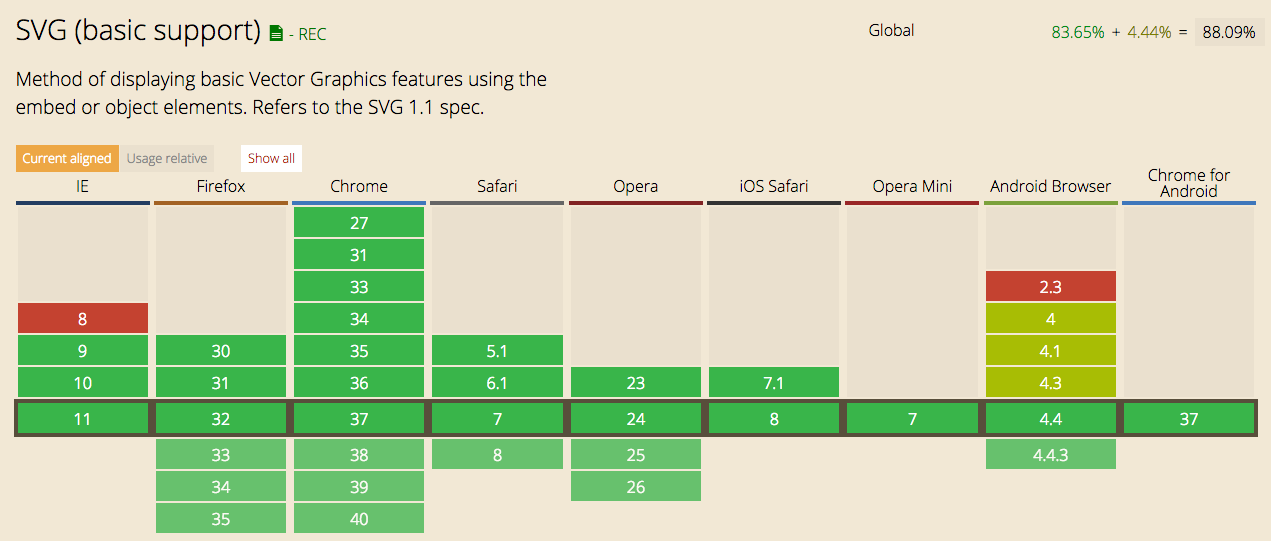 SVG (basic support) - REC
Global
83.65% + 4.44% = 88.09%
Method of displaying basic Vector Graphics features using the
embed or object elements. Refers to the SVG 1.1 spec.
Current aligned Usage relative Show all
IE Firefox Chrome Safari Opera iOS Safari Opera Mini Android Browser Chrome for
Android
27
31
33 2.3
8 34 4
9 30 35 5.1 4.1
10 31 36 6.1 23 7.1 4.3
11 32 37 7 24 8 7 4.4 37
33 38 8 25 4.4.3
34 39 26
35 40